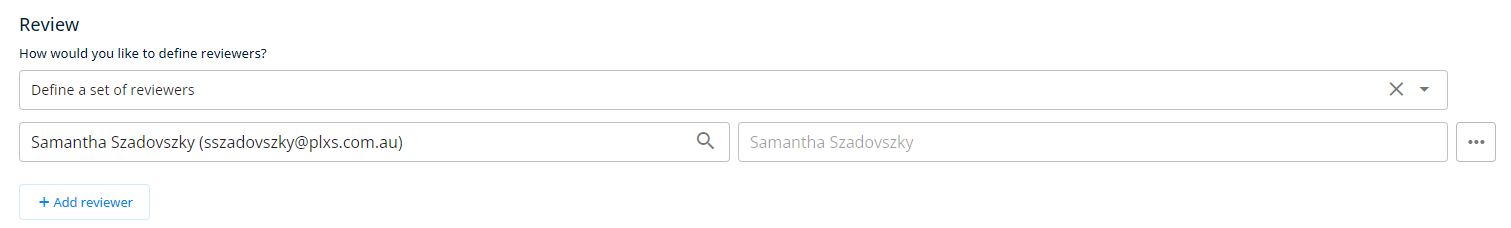 Review
How would you like to define reviewers?
Define a set of reviewers
Samantha Szadovszky (sszadovszky@plxs.com.au) Samantha Szadovszky
+ Add reviewer